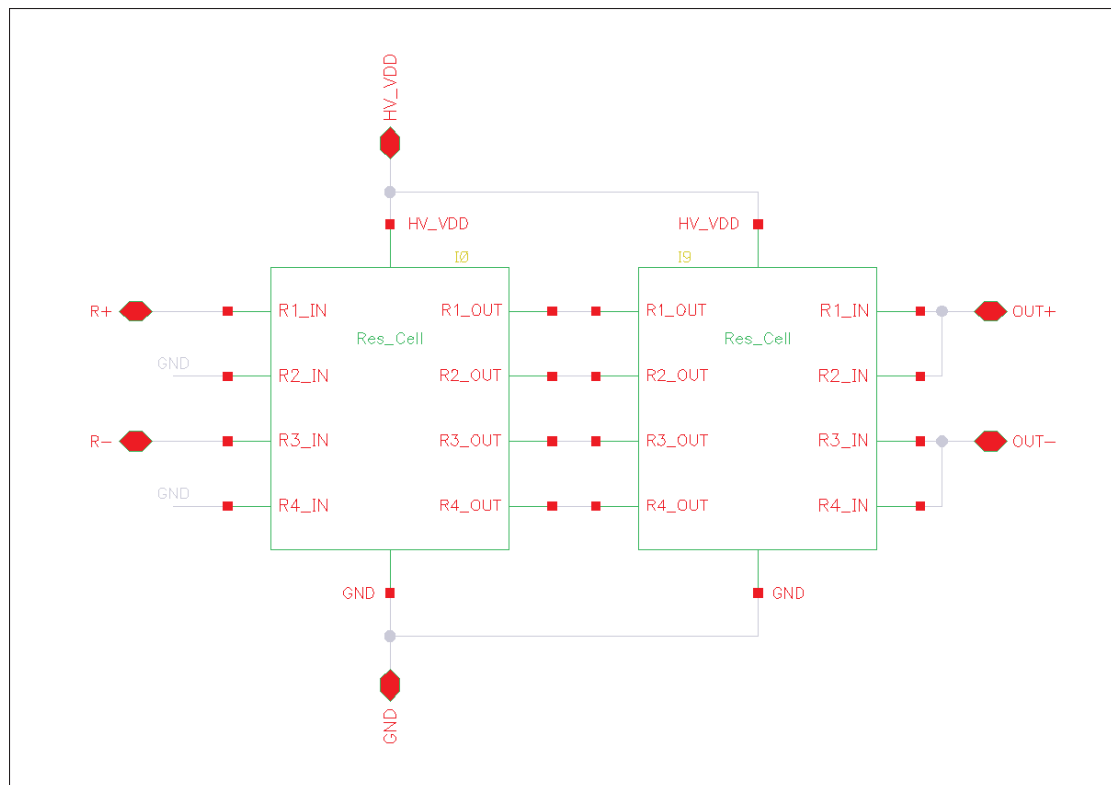 HV_VDD
HV_VDD
HV_VDD
I0
I9
R+
R1_IN
R1_OUT
R1_OUT
R1_IN
OUT+
Res_Cell
Res_Cell
GND
R2_IN
R2_OUT
R2_OUT
R2_IN
R-
R3_IN
R3_OUT
R3_OUT
R3_IN
OUT-
GND
R4_IN
R4_OUT
R4_OUT
R4_IN
GND
GND
GND